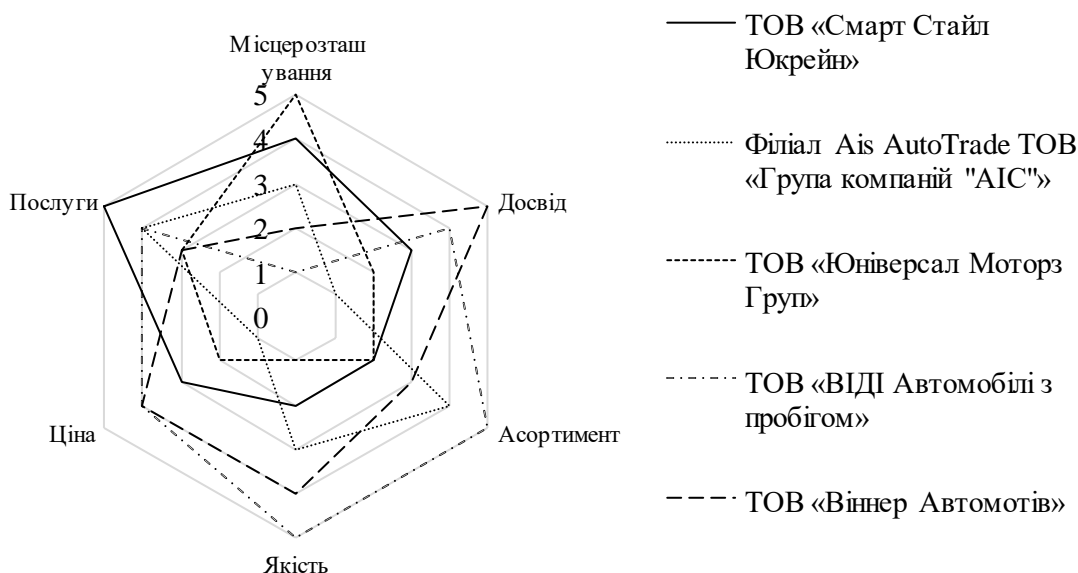 Місцерозташ
ування
5
4
3
2
1
0
Досвід
Асортимент
Якість
Ціна
Послуги
ТОВ «Смарт Стайл
Юкрейн»
Філіал Ais AutoTrade ТОВ
«Група компаній "АІС"»
ТОВ «Юніверсал Моторз
Груп»
ТОВ «ВІДІ Автомобілі з
пробігом»
ТОВ «Віннер Автомотів»